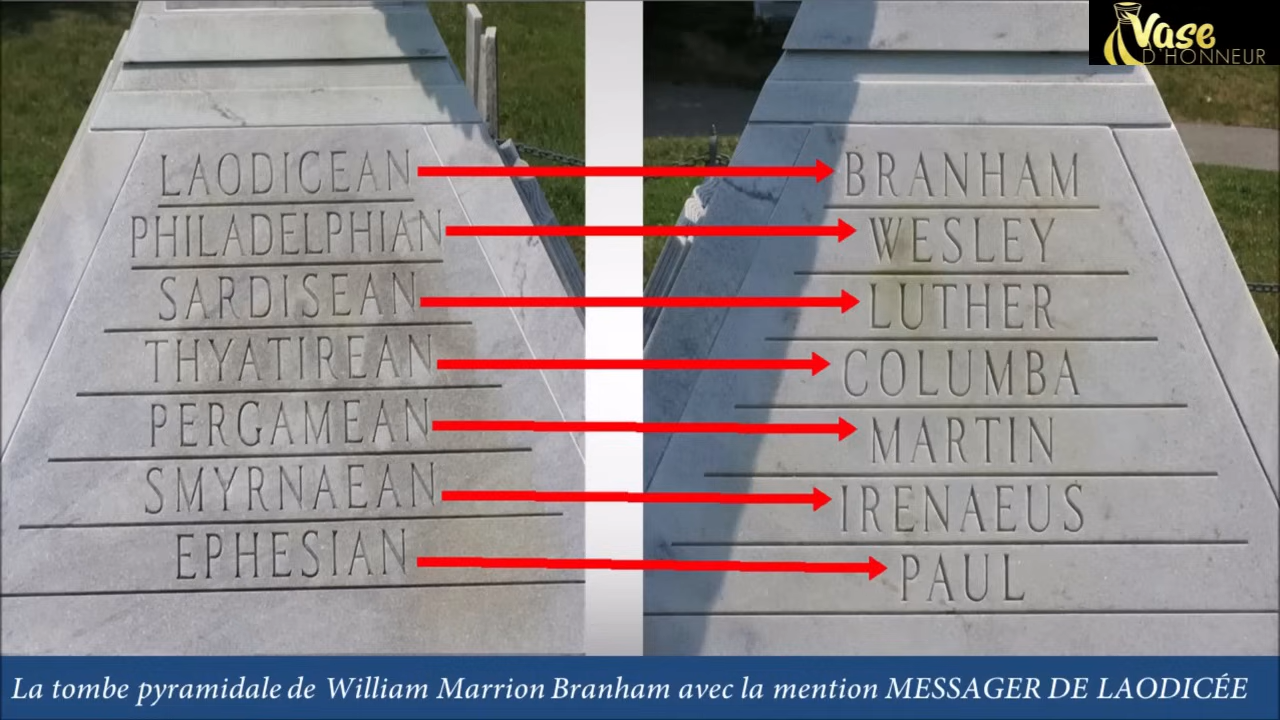 Vase
D'HONNEUR
LAODICEAN
PHILADELPHIAN
SARDISEAN
THYATIREAN
PERGAMEAN
SMYRNAEAN
EPHESIAN
BRANHAM
WESLEY
LUTHER
COLUMBA
MARTIN
IRENAEUS
PAUL
La tombe pyramidale de William Marrion Branham avec la mention MESSAGER DE LAODICÉE